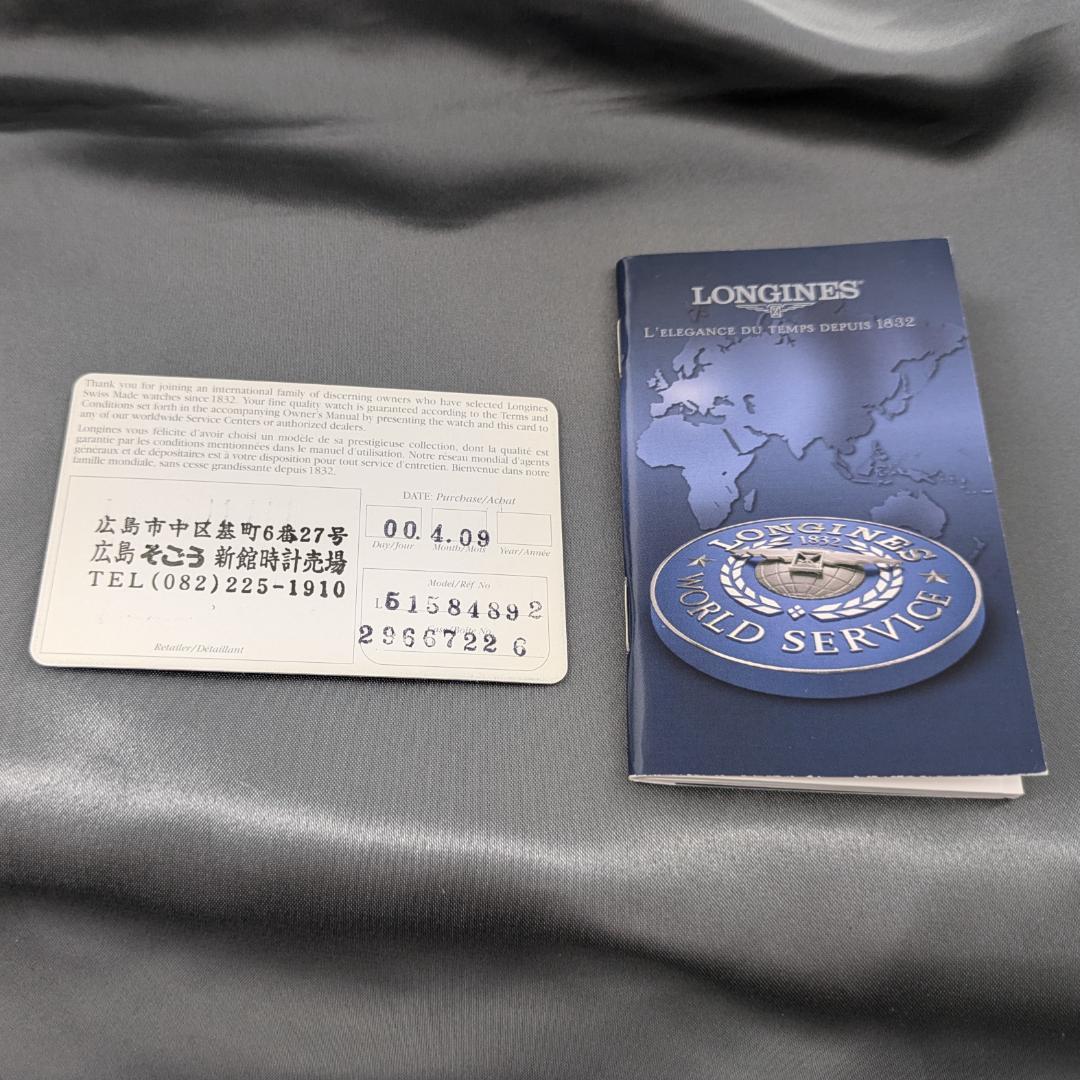 Thank you for joining an international family of discerning owners who have selected Longines
Swiss Made watches since 1832. Your fine quality watch is guaranteed according to the Terms and
Conditions set forth in the accompanying Owner's Manual by presenting the watch and this card to
any of our worldwide Service Centers or authorized dealers.
Longines vous félicite d'avoir choisi un modèle de sa prestigieuse collection, dont la qualité est
garantie par les conditions mentionnées dans le manuel d'utilisation. Notre réseau mondial d'agents
généraux et de dépositaires est à votre disposition pour tout service d'entretien. Bienvenue dans notre
famille mondiale, sans cesse grandissante depuis 1832.
広島市中区基町6番27号
広島そごう新館時計売場
TEL(082)225-1910
Retailer/Détaillant
DATE: Purchase/Achat
00. 4. 09
Day/Jour Month/Mois Year/Année
Model/Réf No
L 51584892
Case/Boîte No
29667226
LONGINES
L'ELEGANCE DU TEMPS DEPUIS 1832
LONGINES
1832
WORLD SERVICE